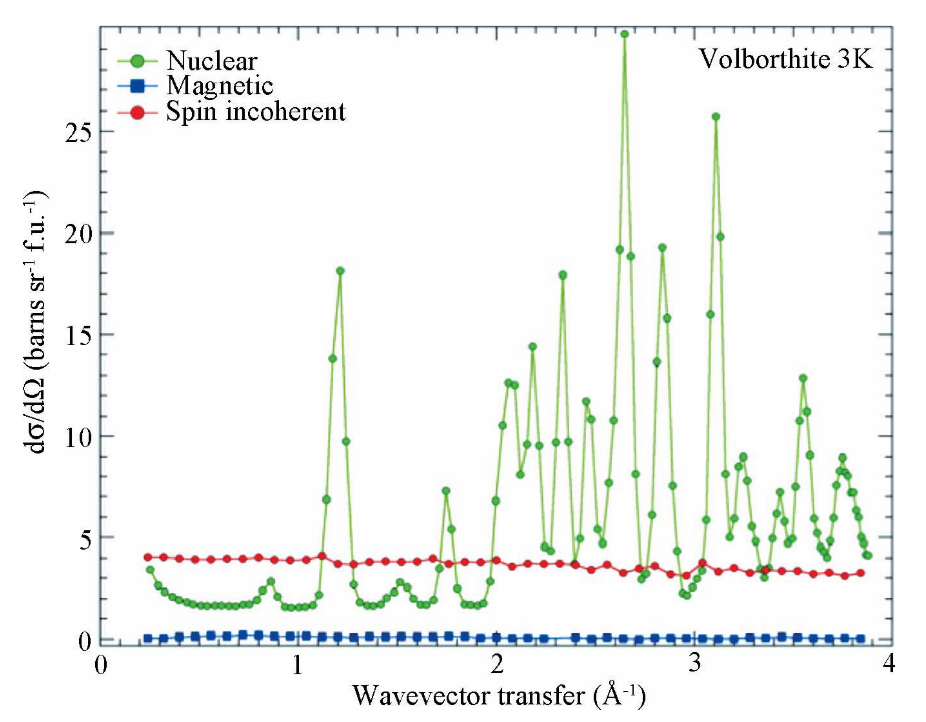 Nuclear
Magnetic
Spin incoherent
Volborthite 3K
25
20
15
10
5
0
dσ/dΩ (barns sr⁻¹ f.u.⁻¹)
0 1 2 3 4
Wavevector transfer (Å⁻¹)